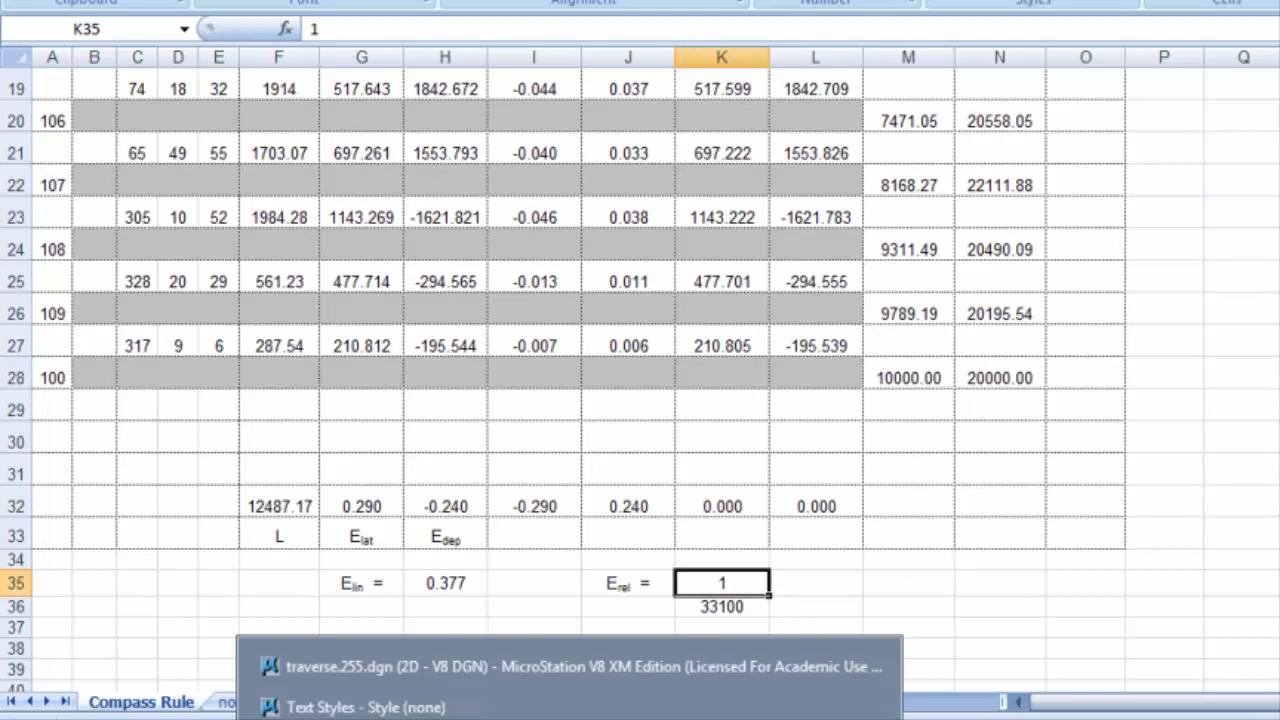 Clipboard Font Alignment Number Styles Cells
K35 fx 1
A B C D E F G H I J K L M N O P Q
19 74 18 32 1914 517.643 1842.672 -0.044 0.037 517.599 1842.709
20 106 7471.05 20558.05
21 65 49 55 1703.07 697.261 1553.793 -0.040 0.033 697.222 1553.826
22 107 8168.27 22111.88
23 305 10 52 1984.28 1143.269 -1621.821 -0.046 0.038 1143.222 -1621.783
24 108 9311.49 20490.09
25 328 20 29 561.23 477.714 -294.565 -0.013 0.011 477.701 -294.555
26 109 9789.19 20195.54
27 317 9 6 287.54 210.812 -195.544 -0.007 0.006 210.805 -195.539
28 100 10000.00 20000.00
29
30
31
32 12487.17 0.290 -0.240 -0.290 0.240 0.000 0.000
33 L Elat Edep
34
35 Elin = 0.377 Erel = 1
36 33100
37
38
39
40
traverse.255.dgn (2D - V8 DGN) - MicroStation V8 XM Edition (Licensed For Academic Use ...
Compass Rule no
Text Styles - Style (none)